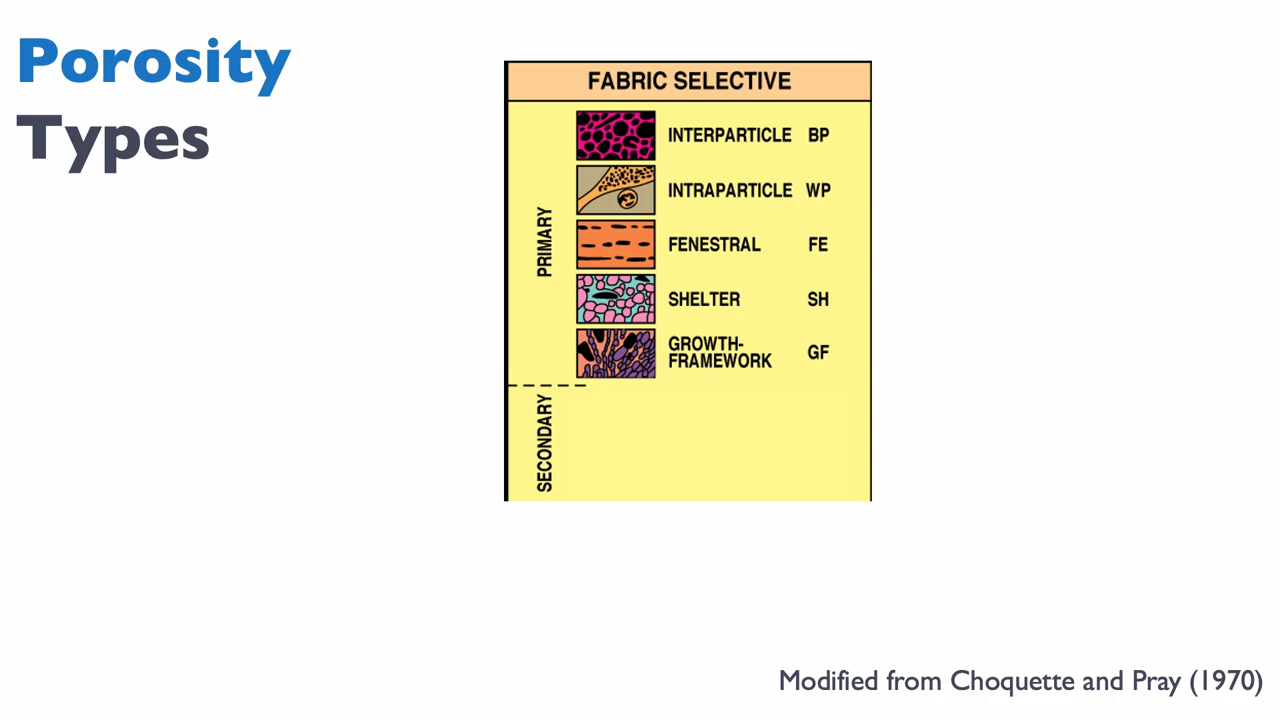 Porosity
Types
FABRIC SELECTIVE
PRIMARY
INTERPARTICLE BP
INTRAPARTICLE WP
FENESTRAL FE
SHELTER SH
GROWTH-
FRAMEWORK GF
SECONDARY
Modified from Choquette and Pray (1970)